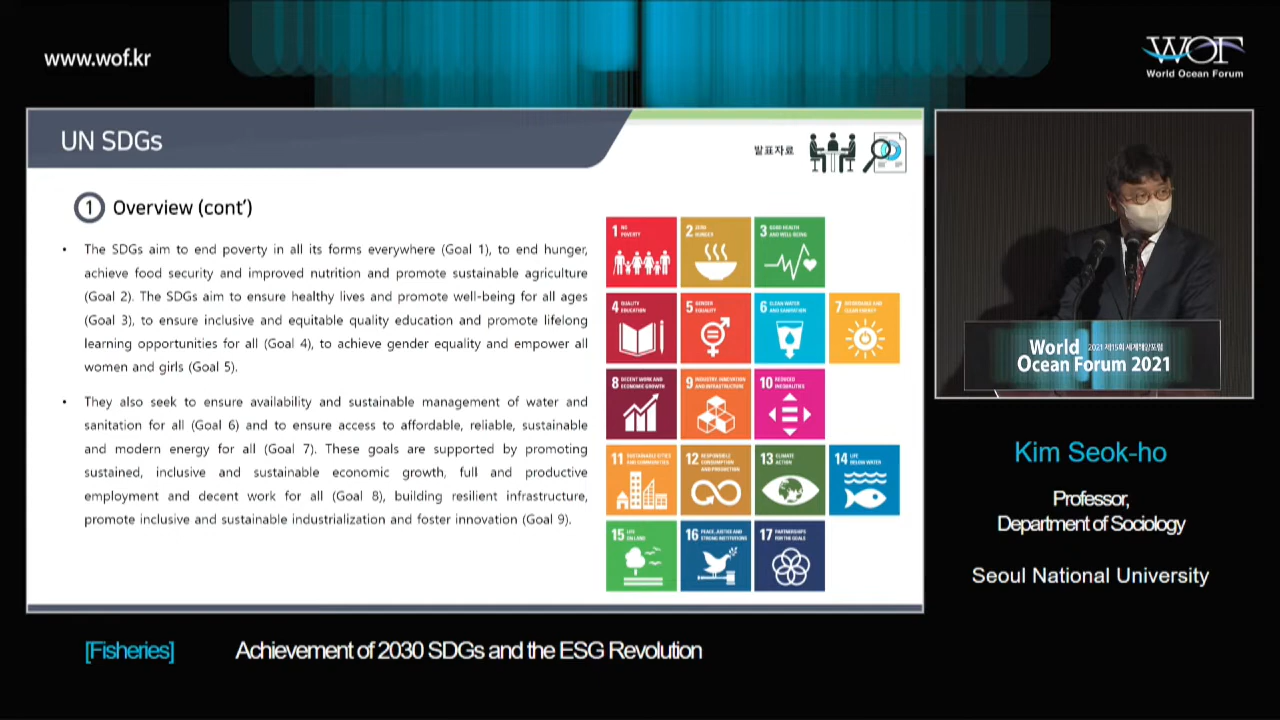 www.wof.kr
WOF
World Ocean Forum
UN SDGs
발표자료
1 Overview (cont')
• The SDGs aim to end poverty in all its forms everywhere (Goal 1), to end hunger,
achieve food security and improved nutrition and promote sustainable agriculture
(Goal 2). The SDGs aim to ensure healthy lives and promote well-being for all ages
(Goal 3), to ensure inclusive and equitable quality education and promote lifelong
learning opportunities for all (Goal 4), to achieve gender equality and empower all
women and girls (Goal 5).
• They also seek to ensure availability and sustainable management of water and
sanitation for all (Goal 6) and to ensure access to affordable, reliable, sustainable
and modern energy for all (Goal 7). These goals are supported by promoting
sustained, inclusive and sustainable economic growth, full and productive
employment and decent work for all (Goal 8), building resilient infrastructure,
promote inclusive and sustainable industrialization and foster innovation (Goal 9).
1 NO
POVERTY
2 ZERO
HUNGER
3 GOOD HEALTH
AND WELL-BEING
4 QUALITY
EDUCATION
5 GENDER
EQUALITY
6 CLEAN WATER
AND SANITATION
7 AFFORDABLE AND
CLEAN ENERGY
8 DECENT WORK AND
ECONOMIC GROWTH
9 INDUSTRY, INNOVATION
AND INFRASTRUCTURE
10 REDUCED
INEQUALITIES
11 SUSTAINABLE CITIES
AND COMMUNITIES
12 RESPONSIBLE
CONSUMPTION
AND PRODUCTION
13 CLIMATE
ACTION
14 LIFE
BELOW WATER
15 LIFE
ON LAND
16 PEACE, JUSTICE AND
STRONG INSTITUTIONS
17 PARTNERSHIPS
FOR THE GOALS
World 2021 제15회 세계해양포럼
Ocean Forum 2021
Kim Seok-ho
Professor,
Department of Sociology
Seoul National University
[Fisheries] Achievement of 2030 SDGs and the ESG Revolution